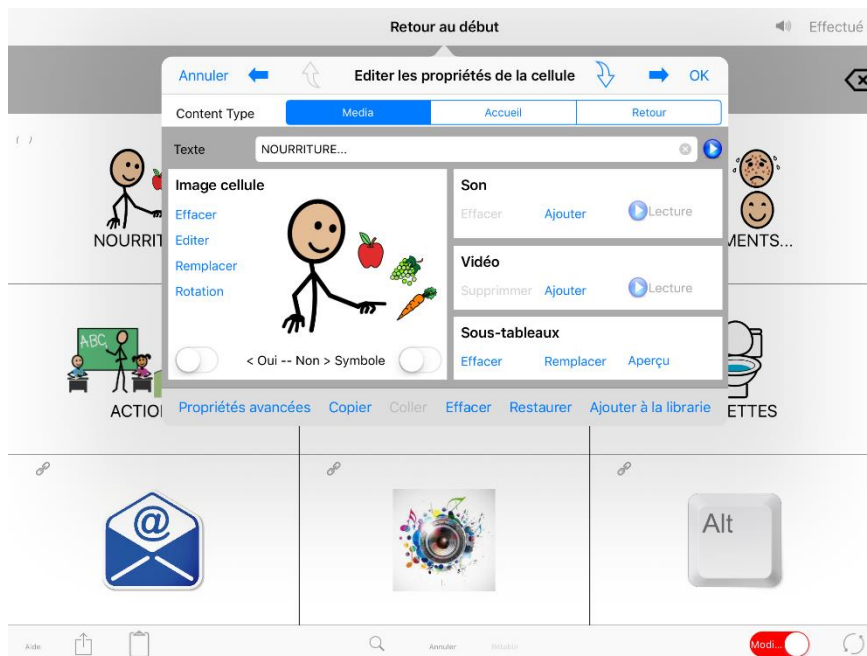 Retour au début
Effectué
Annuler
Editer les propriétés de la cellule
OK
Content Type
Media
Accueil
Retour
Texte
NOURRITURE...
Image cellule
Effacer
Editer
Remplacer
Rotation
< Oui -- Non > Symbole
Son
Effacer
Ajouter
Lecture
Vidéo
Supprimmer
Ajouter
Lecture
Sous-tableaux
Effacer
Remplacer
Aperçu
Propriétés avancées
Copier
Coller
Effacer
Restaurer
Ajouter à la librarie
NOURRIT
MENTS...
ABC
ACTIO
ETTES
@
Alt
Aide
Annuler
Rétablir
Modi...